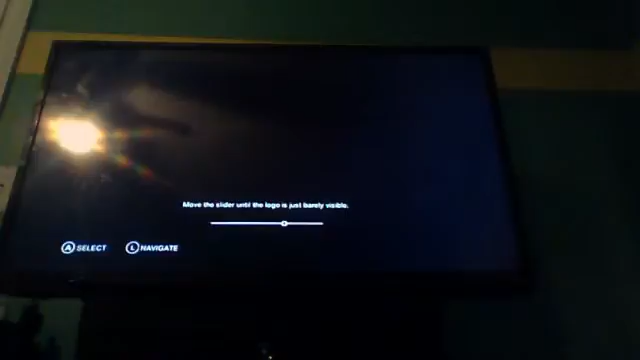 Move the slider until the logo is just barely visible.
A SELECT L NAVIGATE